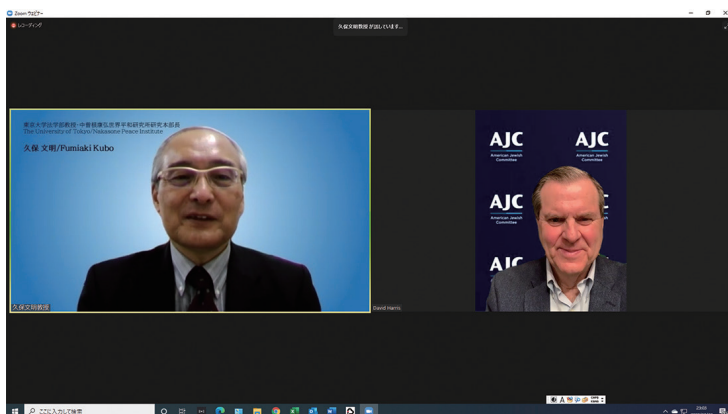 Zoom ウェビナー
レコーディング
久保文明教授 が話しています...
東京大学法学部教授・中曽根康弘世界平和研究所研究本部長
The University of Tokyo/Nakasone Peace Institute
久保 文明/Fumiaki Kubo
久保文明教授
AJC
American Jewish
Committee
AJC
American Jewish
Committee
AJC
American Jewish
Committee
AJC
David Harris
ここに入力して検索
23:03